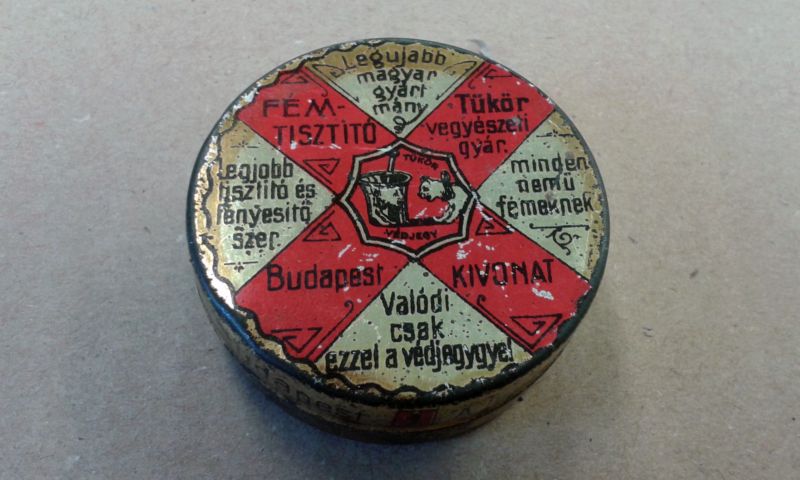 Legujabb
magyar
gyárt
mány
FÉM-
TISZTITÓ
Tükör
vegyészeti
gyár.
Legjobb
tisztitó és
fényesitő
szer.
minden
nemü
fémeknek
TÜKÖR
VÉDJEGY
Budapest
KIVONAT
Valódi
csak
ezzel a védjegygyel
Budapest